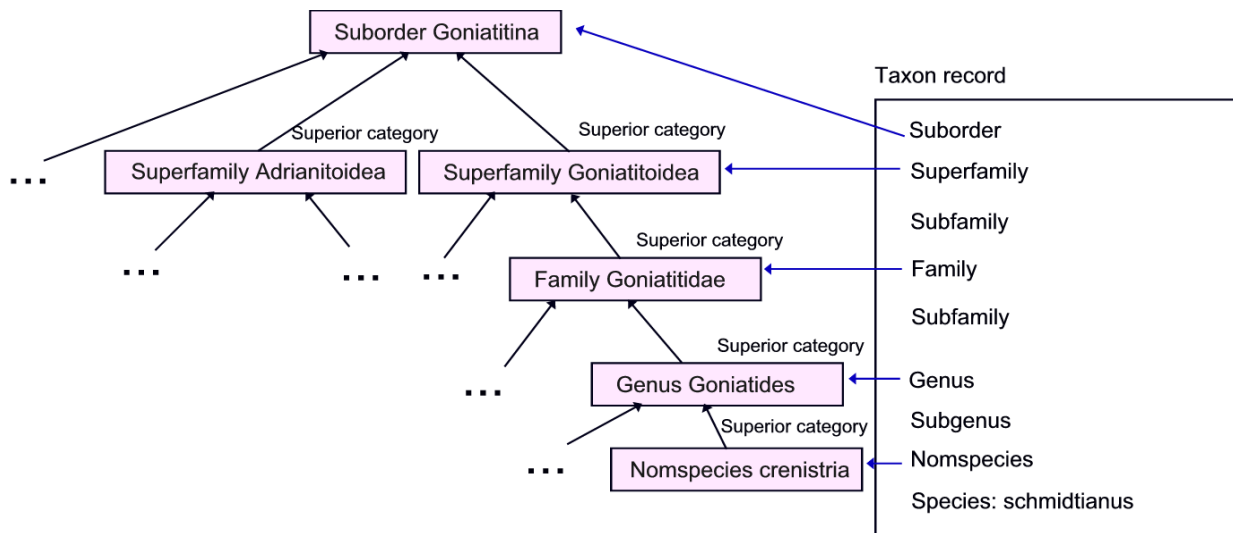 Suborder Goniatitina
Taxon record
Suborder
Superior category
Superior category
...
Superfamily Adrianitoidea
Superfamily Goniatitoidea
Superfamily
Subfamily
Superior category
...
...
...
Family Goniatitidae
Family
Subfamily
Superior category
...
Genus Goniatides
Genus
Superior category
Subgenus
...
Nomspecies crenistria
Nomspecies
Species: schmidtianus